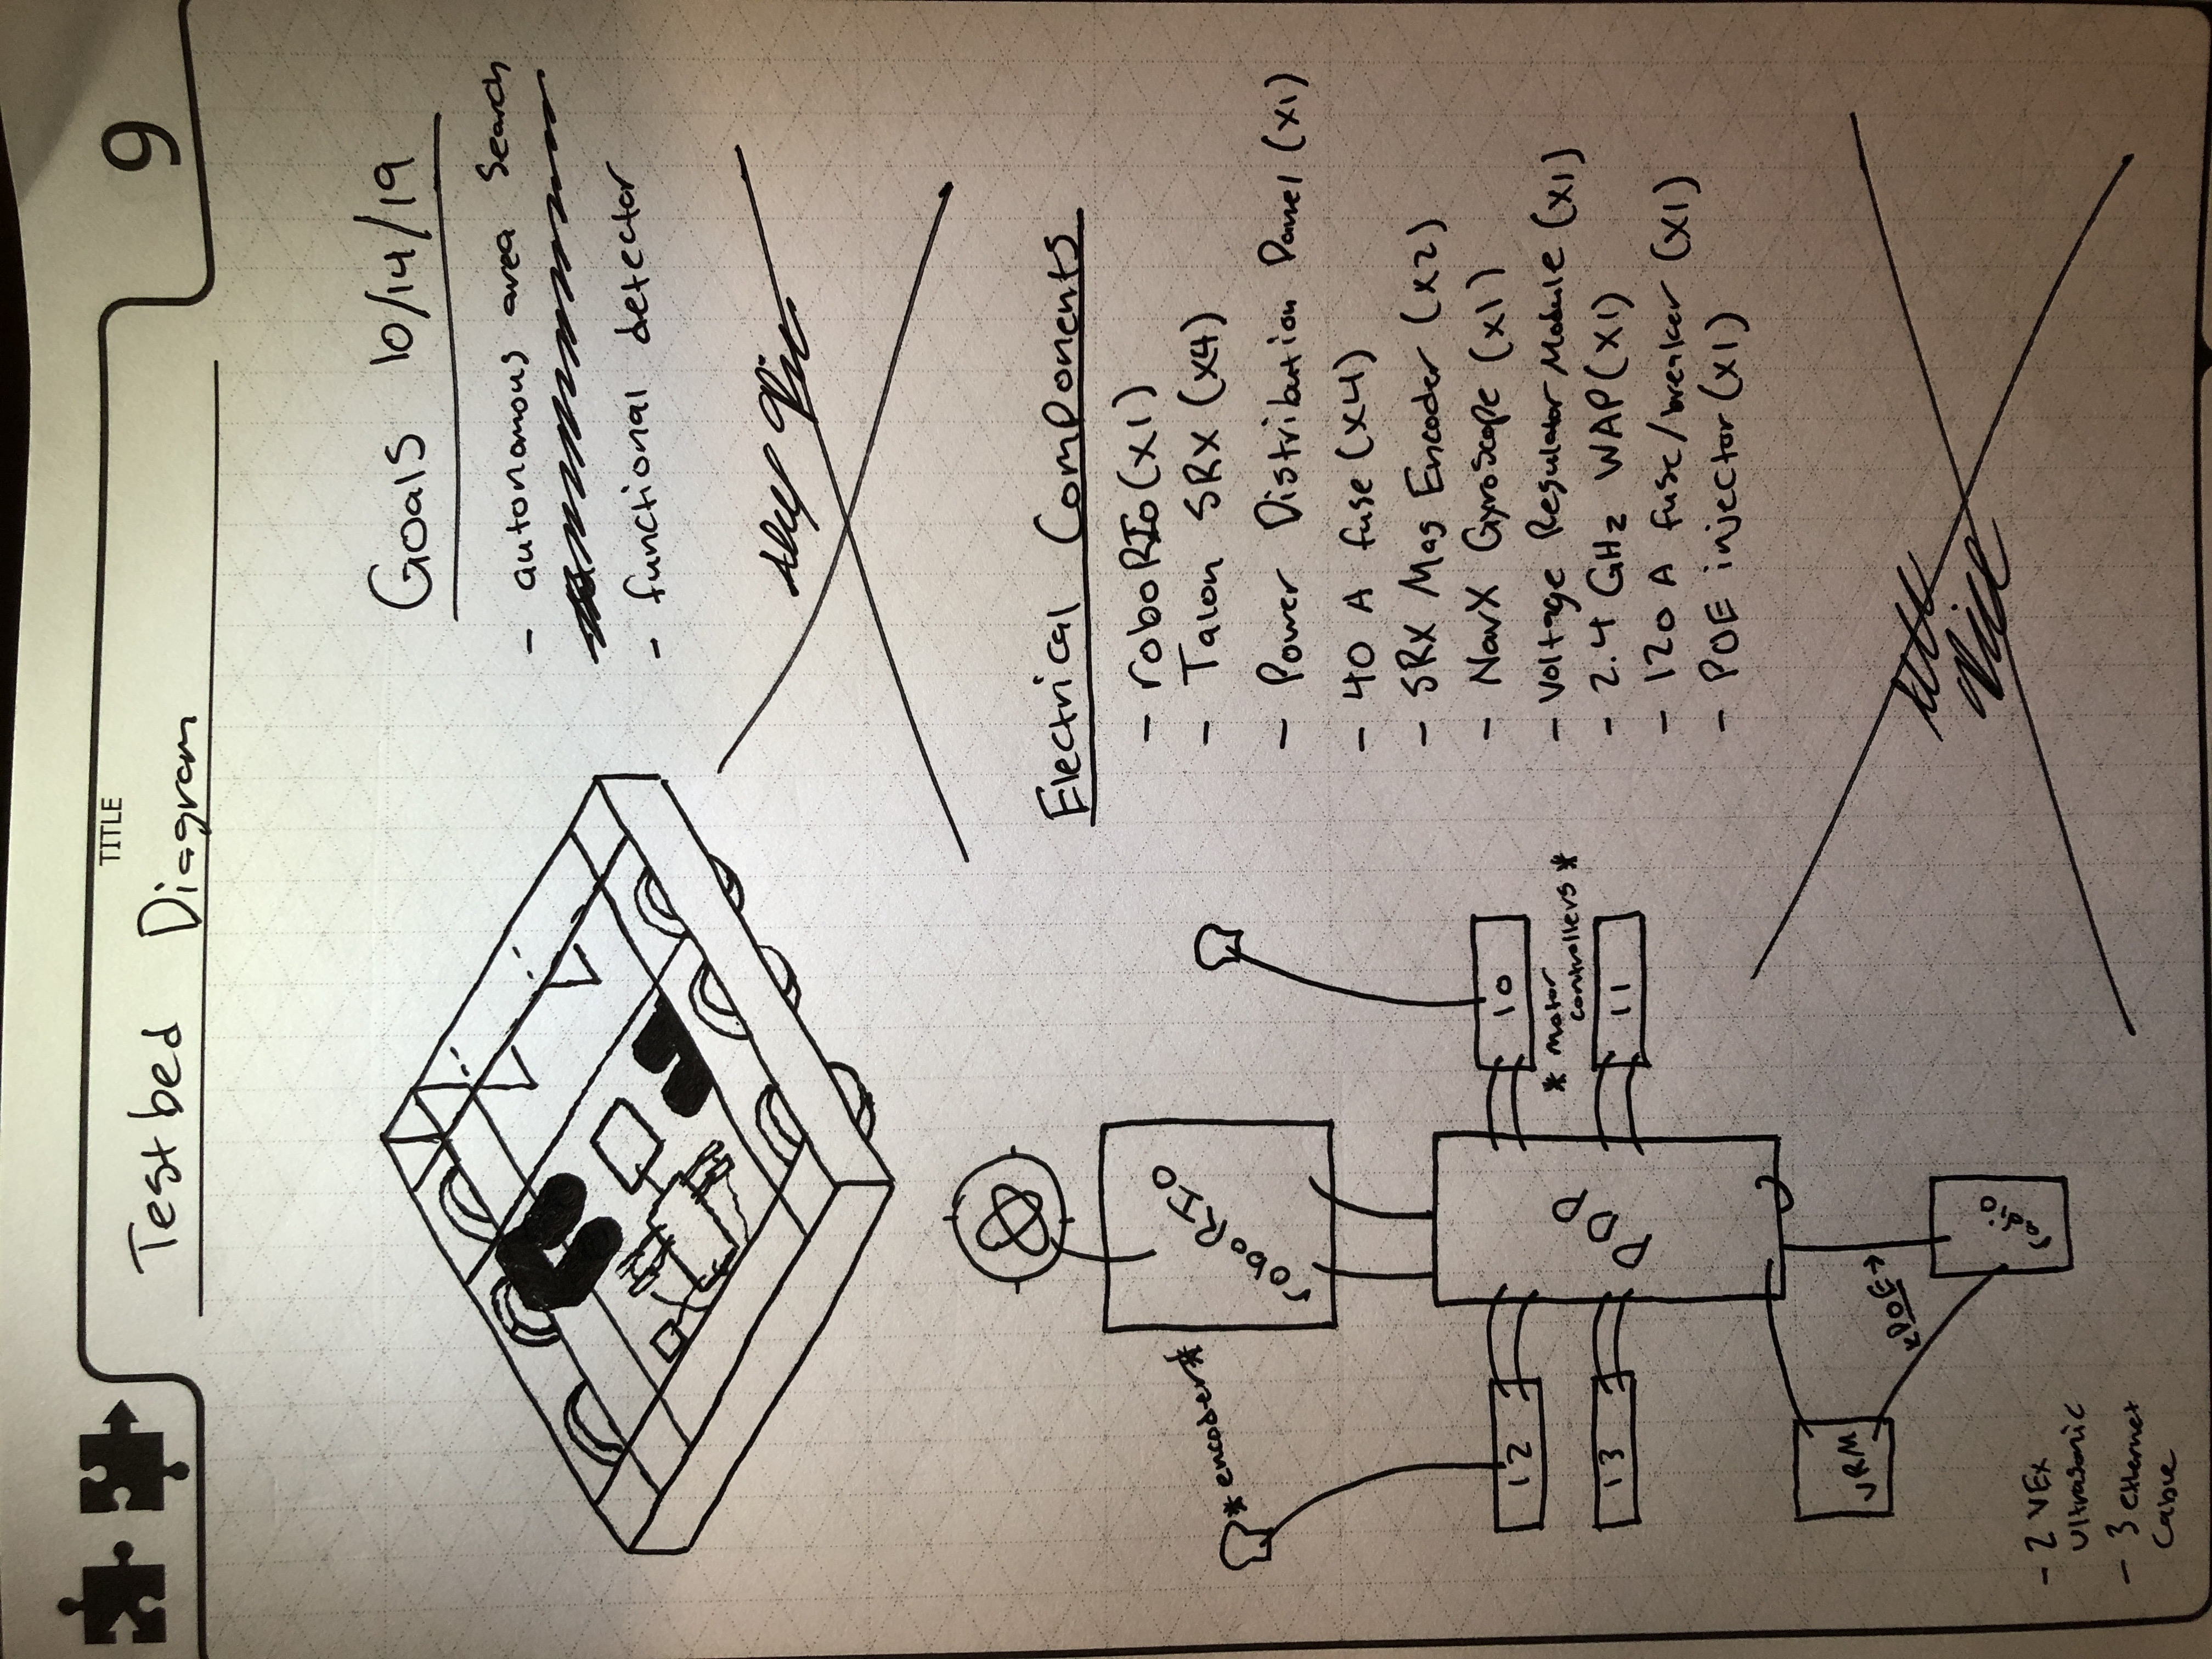 TITLE
9
Testbed Diagram
Goals 10/14/19
- autonomous area search
- functional detector
Electrical Components
- roboRIo (x1)
- Talon SRX (x4)
- Power Distribution Panel (x1)
- 40 A fuse (x4)
- SRX Mag Encoder (x2)
- NavX Gyroscope (x1)
- Voltage Regulator Module (x1)
- 2.4 GHz WAP (x1)
- 120 A fuse/breaker (x1)
- POE injector (x1)
roboRIO
*encoder*
12
10
* motor
controllers *
13
11
PDP
VRM
<POE>
radio
- 2 VEX
Ultrasonic
- 3 ethernet
Cable